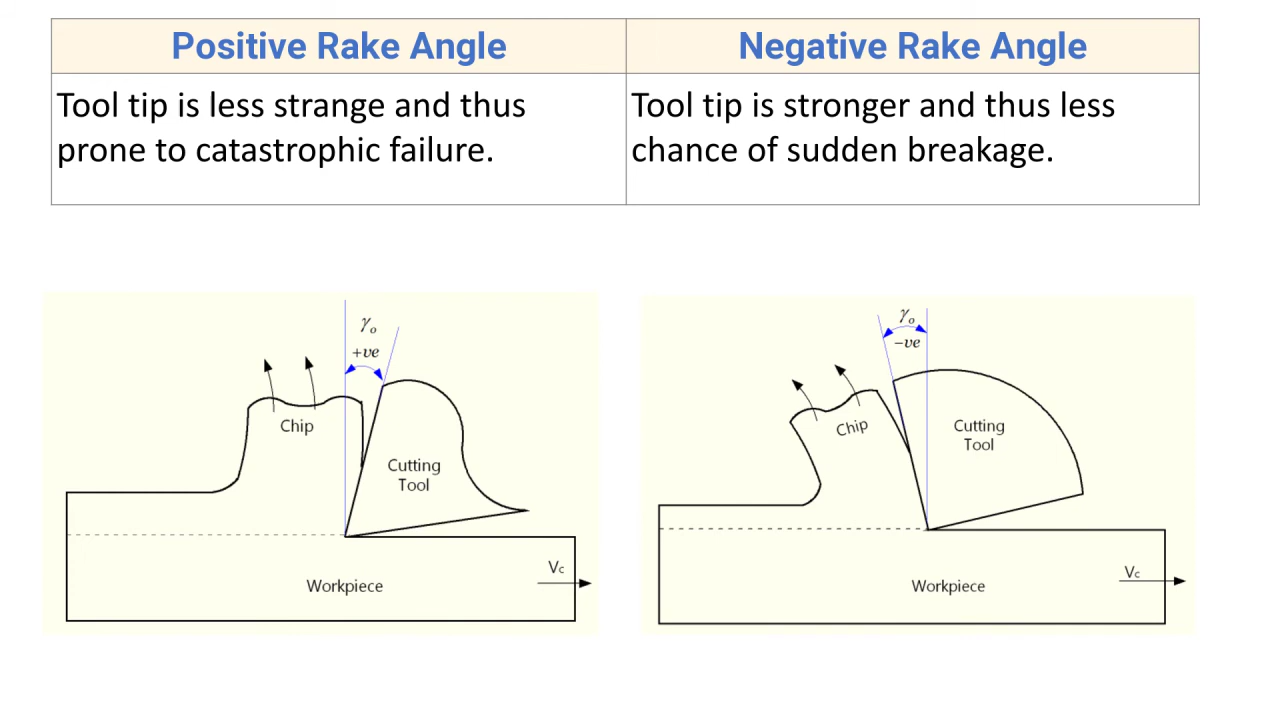 Positive Rake Angle
Negative Rake Angle
Tool tip is less strange and thus
prone to catastrophic failure.
Tool tip is stronger and thus less
chance of sudden breakage.
γₒ
+ve
Chip
Cutting
Tool
Vc
Workpiece
γₒ
−ve
Chip
Cutting
Tool
Vc
Workpiece